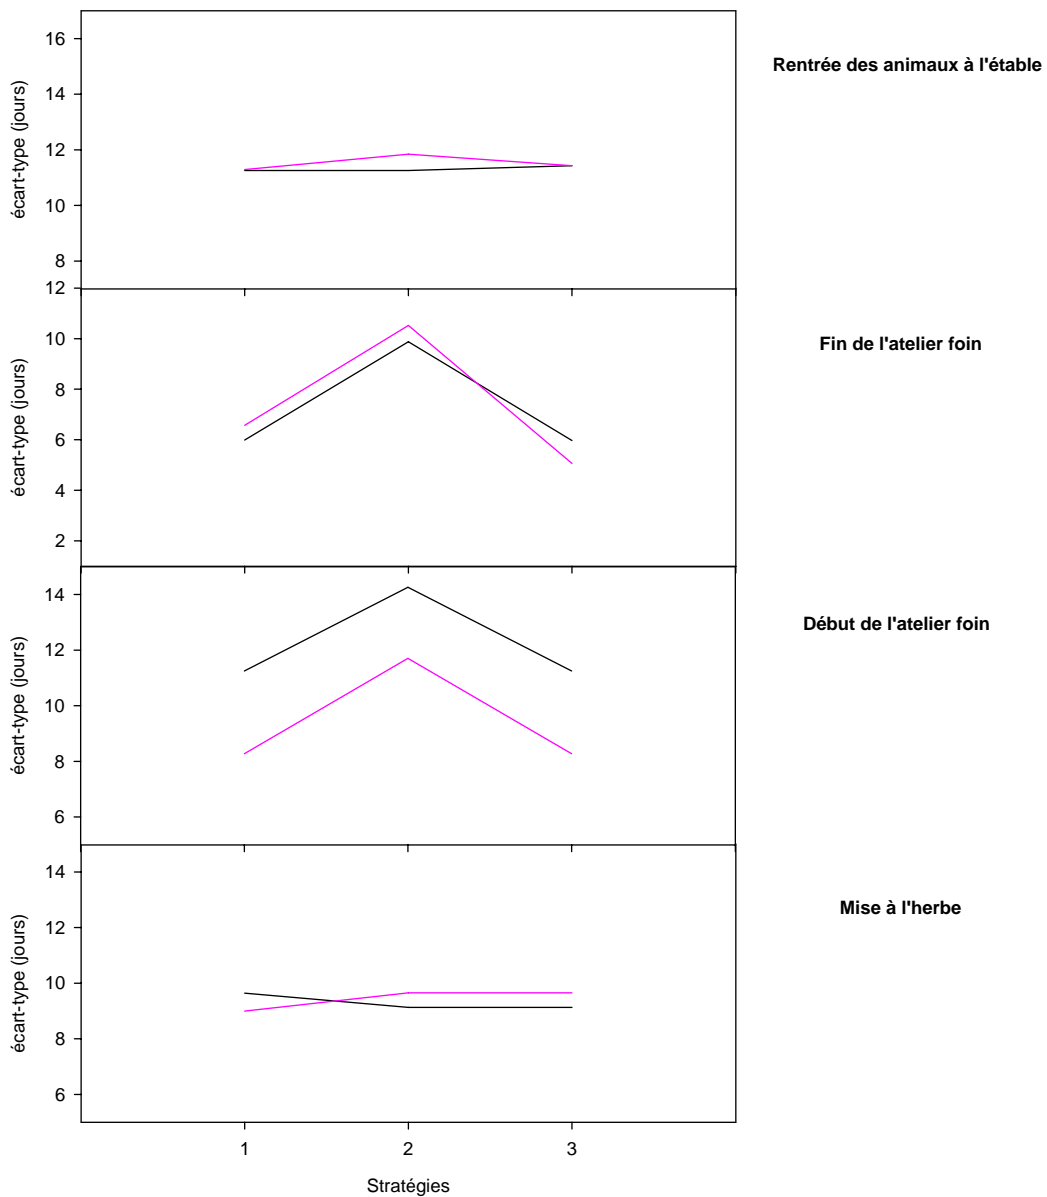 16
14
12
10
8
écart-type (jours)
Rentrée des animaux à l'étable
12
10
8
6
4
2
écart-type (jours)
Fin de l'atelier foin
14
12
10
8
6
écart-type (jours)
Début de l'atelier foin
14
12
10
8
6
écart-type (jours)
Mise à l'herbe
1 2 3
Stratégies